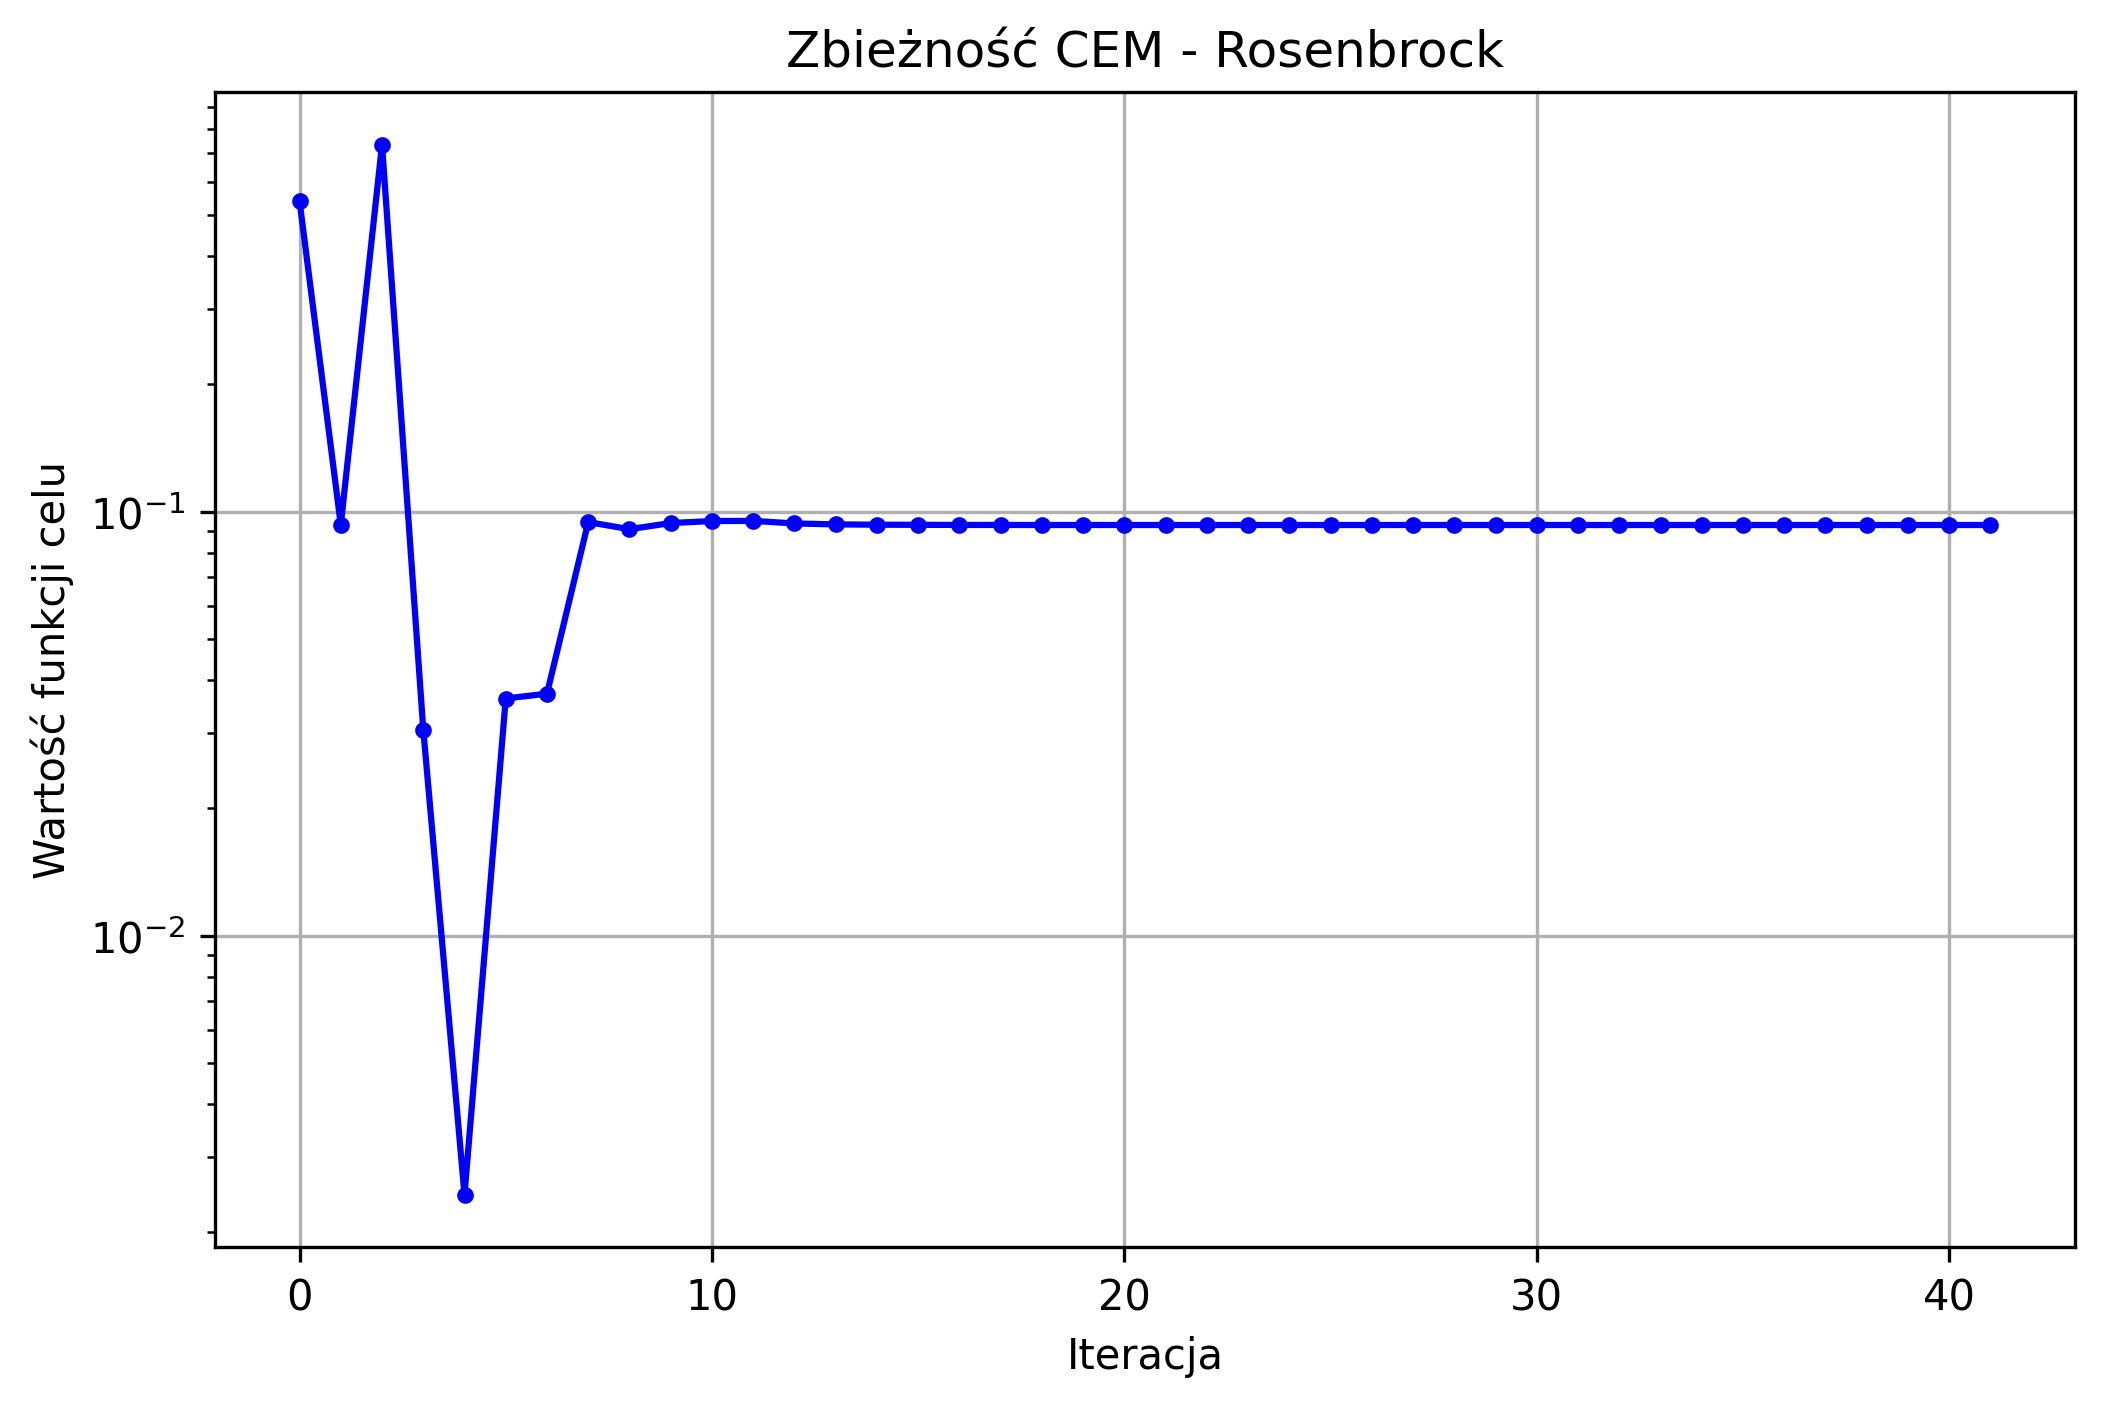 Zbieżność CEM - Rosenbrock
Wartość funkcji celu
10⁻¹
10⁻²
0 10 20 30 40
Iteracja